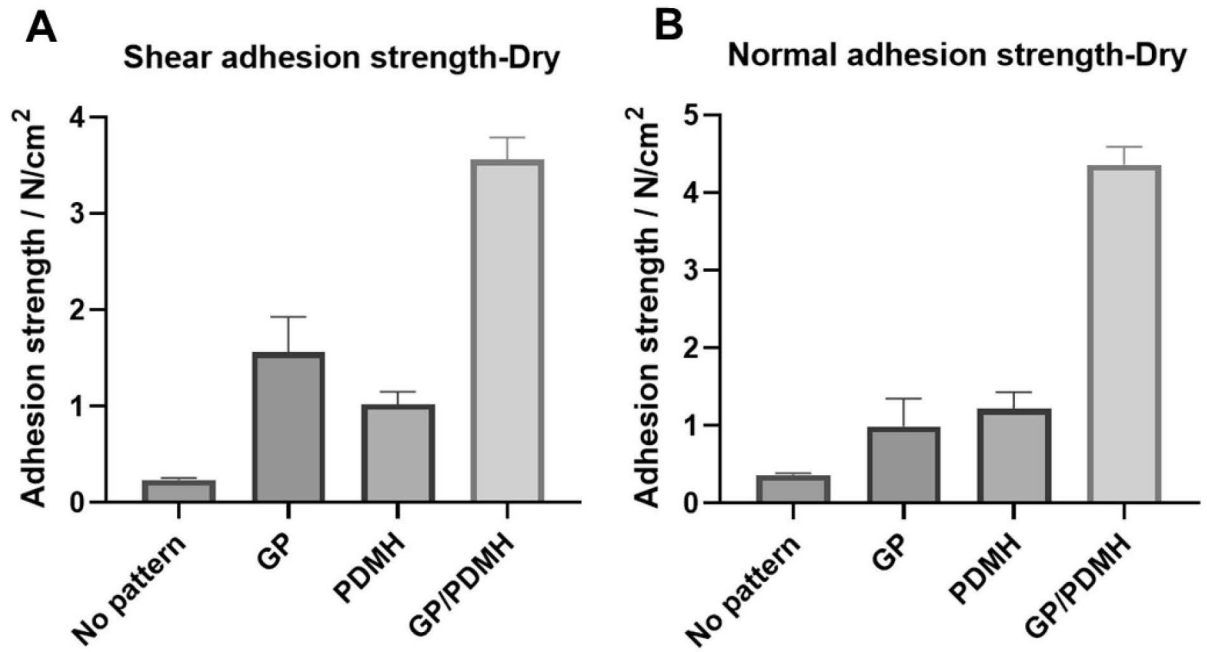 A
Shear adhesion strength-Dry
Adhesion strength / N/cm²
4
3
2
1
0
No pattern
GP
PDMH
GP/PDMH
B
Normal adhesion strength-Dry
Adhesion strength / N/cm²
5
4
3
2
1
0
No pattern
GP
PDMH
GP/PDMH